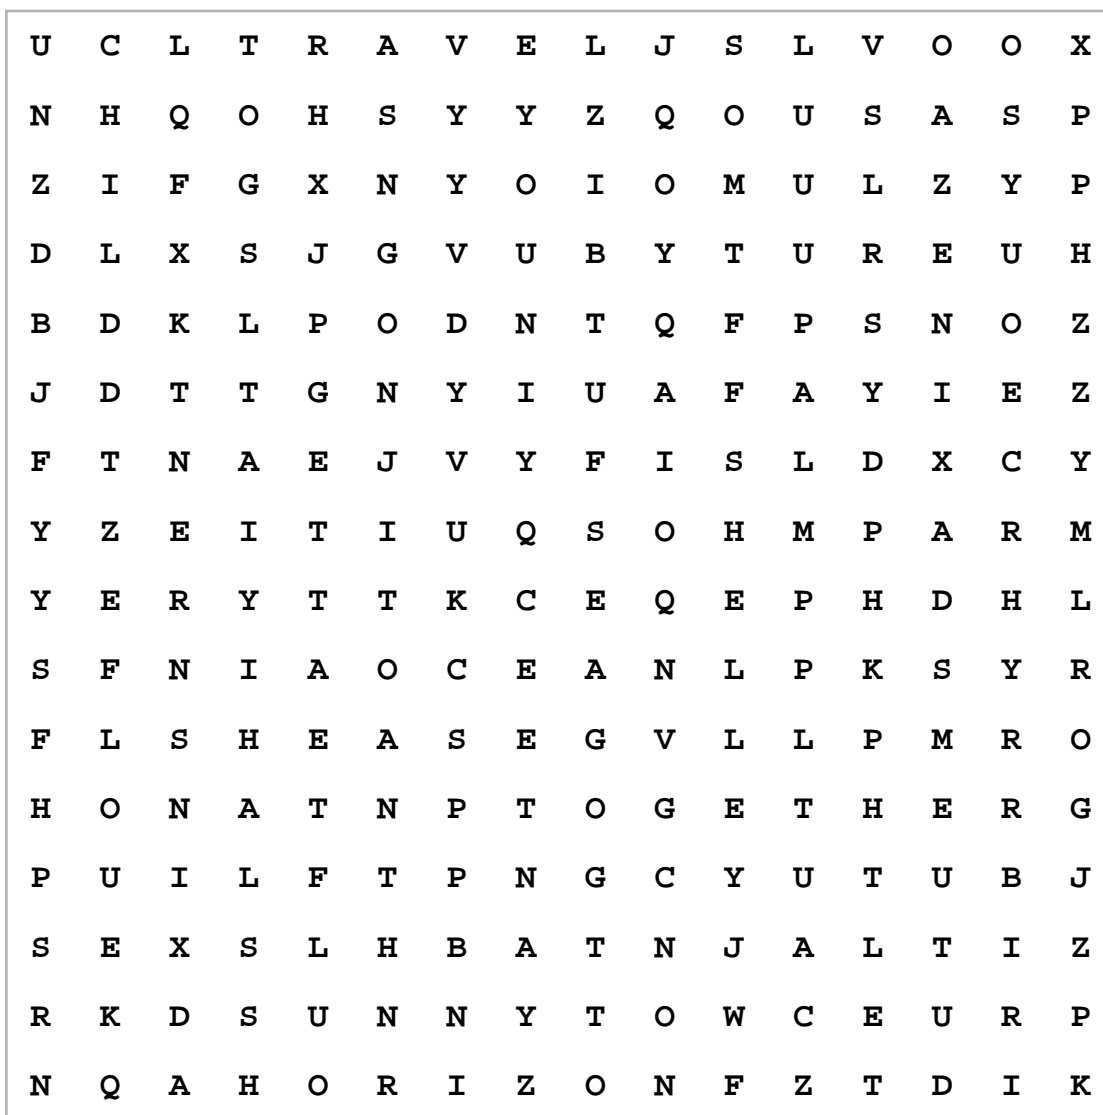 U C L T R A V E L J S L V O O X
N H Q O H S Y Y Z Q O U S A S P
Z I F G X N Y O I O M U L Z Y P
D L X S J G V U B Y T U R E U H
B D K L P O D N T Q F P S N O Z
J D T T G N Y I U A F A Y I E Z
F T N A E J V Y F I S L D X C Y
Y Z E I T I U Q S O H M P A R M
Y E R Y T T K C E Q E P H D H L
S F N I A O C E A N L P K S Y R
F L S H E A S E G V L L P M R O
H O N A T N P T O G E T H E R G
P U I L F T P N G C Y U T U B J
S E X S L H B A T N J A L T I Z
R K D S U N N Y T O W C E U R P
N Q A H O R I Z O N F Z T D I K